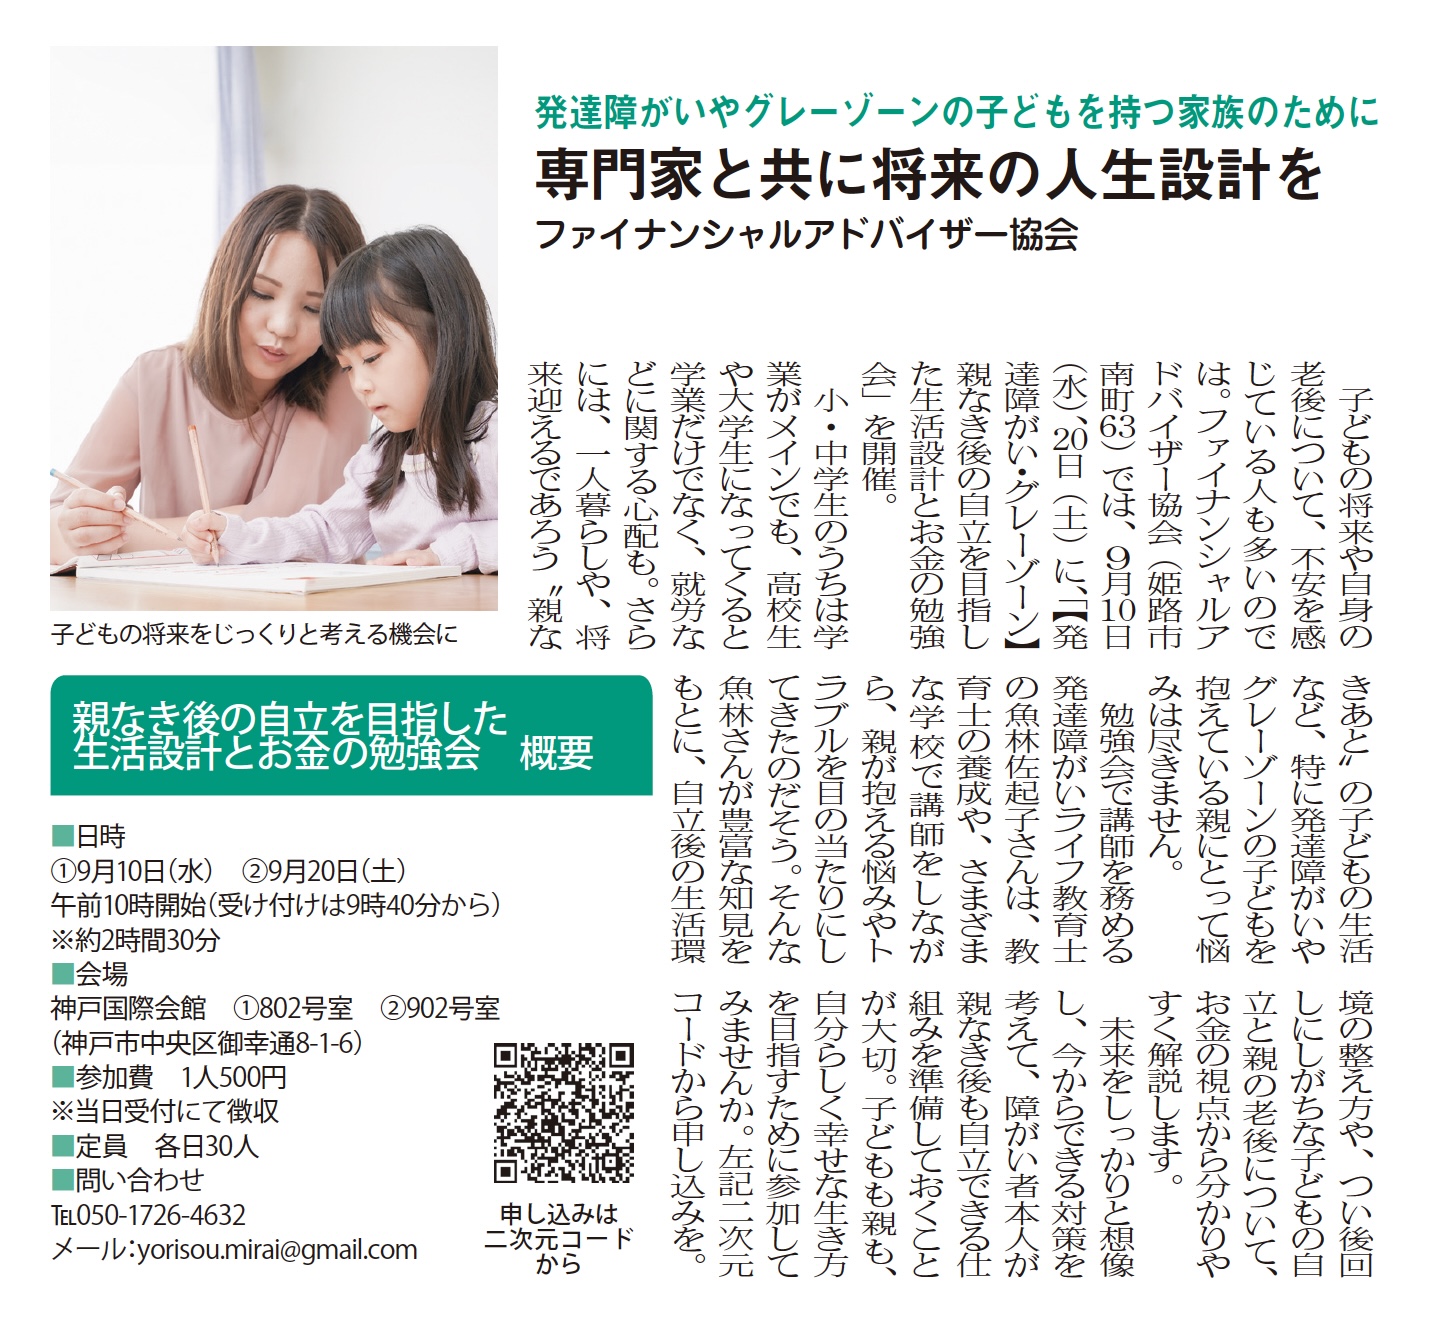 発達障がいやグレーゾーンの子どもを持つ家族のために
専門家と共に将来の人生設計を
ファイナンシャルアドバイザー協会
子どもの将来や自身の
老後について、不安を感
じている人も多いので
は。ファイナンシャルア
ドバイザー協会（姫路市
南町63）では、9月10日
（水）、20日（土）に、「【発
達障がい・グレーゾーン】
親なき後の自立を目指し
た生活設計とお金の勉強
会」を開催。
小・中学生のうちは学
業がメインでも、高校生
や大学生になってくると
学業だけでなく、就労な
どに関する心配も。さら
には、一人暮らしや、将
来迎えるであろう〝親な
きあと〟の子どもの生活
など、特に発達障がいや
グレーゾーンの子どもを
抱えている親にとって悩
みは尽きません。
勉強会で講師を務める
発達障がいライフ教育士
の魚林佐起子さんは、教
育士の養成や、さまざま
な学校で講師をしなが
ら、親が抱える悩みやト
ラブルを目の当たりにし
てきたのだそう。そんな
魚林さんが豊富な知見を
もとに、自立後の生活環
境の整え方や、つい後回
しにしがちな子どもの自
立と親の老後について、
お金の視点から分かりや
すく解説します。
未来をしっかりと想像
し、今からできる対策を
考えて、障がい者本人が
親なき後も自立できる仕
組みを準備しておくこと
が大切。子どもも親も、
自分らしく幸せな生き方
を目指すために参加して
みませんか。左記二次元
コードから申し込みを。
子どもの将来をじっくりと考える機会に
親なき後の自立を目指した
生活設計とお金の勉強会　概要
■日時
①9月10日（水）　②9月20日（土）
午前10時開始（受け付けは9時40分から）
※約2時間30分
■会場
神戸国際会館　①802号室　②902号室
（神戸市中央区御幸通8-1-6）
■参加費　1人500円
※当日受付にて徴収
■定員　各日30人
■問い合わせ
℡050-1726-4632
メール：yorisou.mirai@gmail.com
申し込みは
二次元コード
から